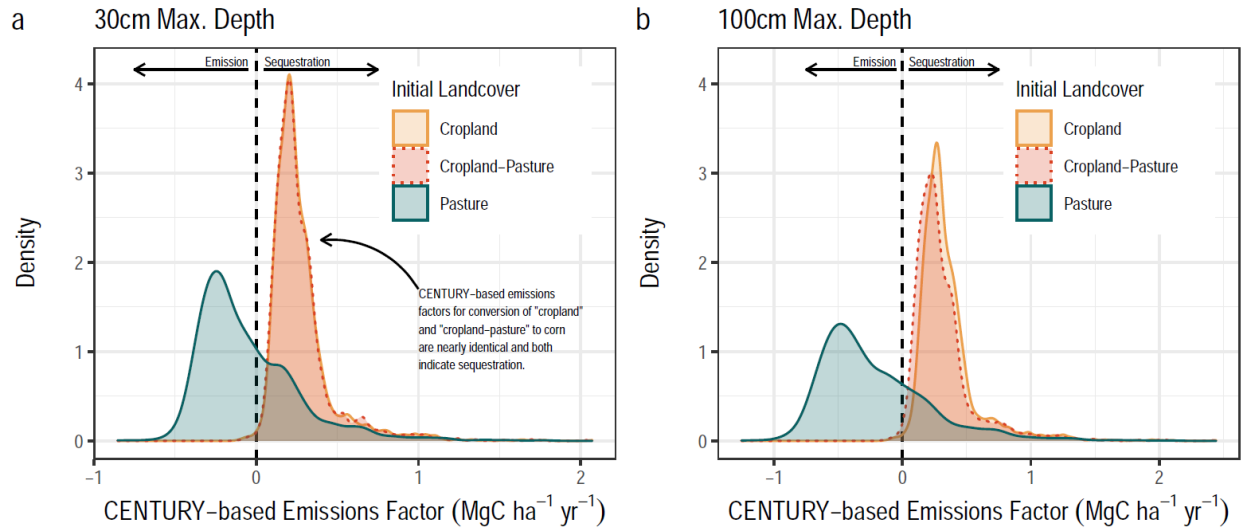 a
30cm Max. Depth
Emission
Sequestration
Initial Landcover
Cropland
Cropland-Pasture
Pasture
CENTURY-based emissions
factors for conversion of "cropland"
and "cropland-pasture" to corn
are nearly identical and both
indicate sequestration.
Density
4
3
2
1
0
-1
0
1
2
CENTURY-based Emissions Factor (MgC ha⁻¹ yr⁻¹)
b
100cm Max. Depth
Emission
Sequestration
Initial Landcover
Cropland
Cropland-Pasture
Pasture
Density
4
3
2
1
0
-1
0
1
2
CENTURY-based Emissions Factor (MgC ha⁻¹ yr⁻¹)